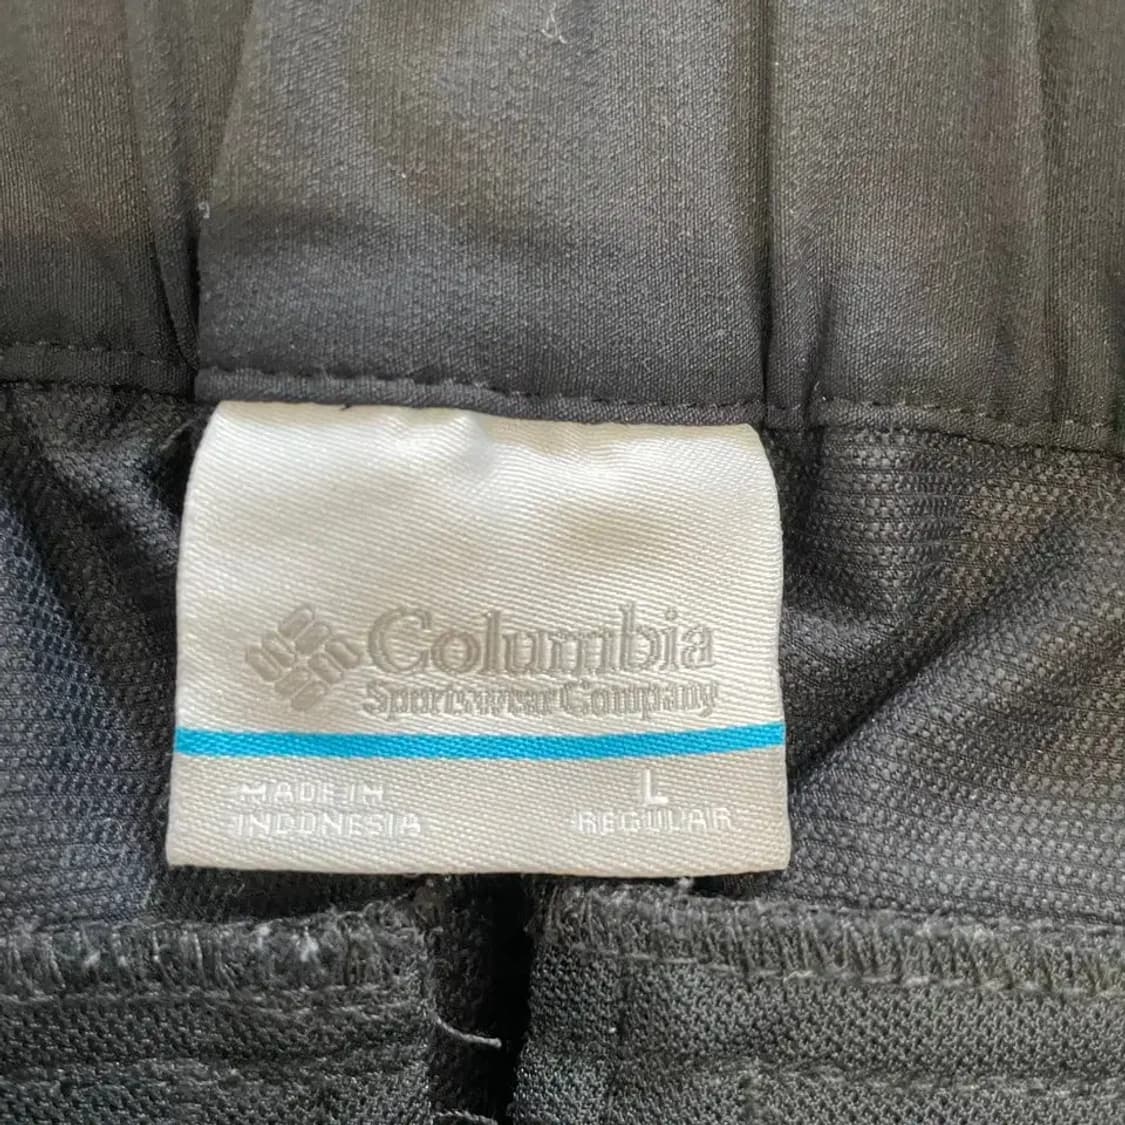 Columbia
Sportswear Company
MADE IN
INDONESIA
L
REGULAR